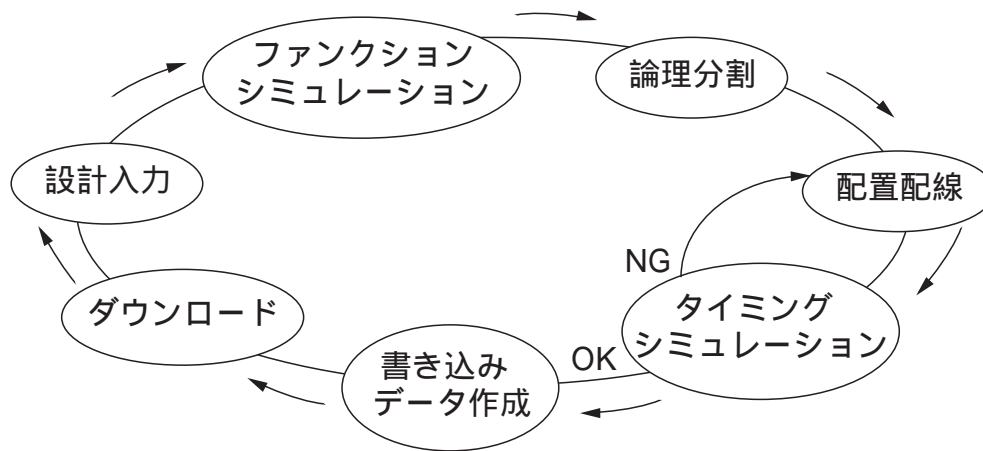 ファンクション
シミュレーション
論理分割
設計入力
配置配線
NG
ダウンロード
タイミング
シミュレーション
OK
書き込み
データ作成